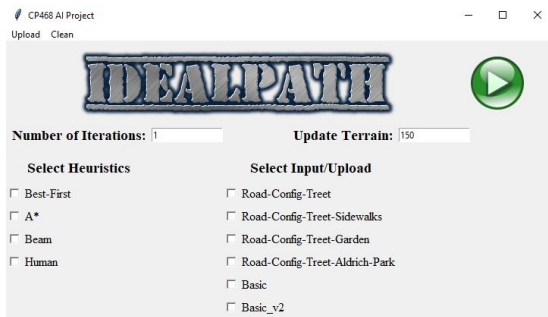 CP468 AI Project
Upload Clean
IDEALPATH
Number of Iterations: 1 Update Terrain: 150
Select Heuristics Select Input/Upload
Best-First Road-Config-Treet
A* Road-Config-Treet-Sidewalks
Beam Road-Config-Treet-Garden
Human Road-Config-Treet-Aldrich-Park
Basic
Basic_v2